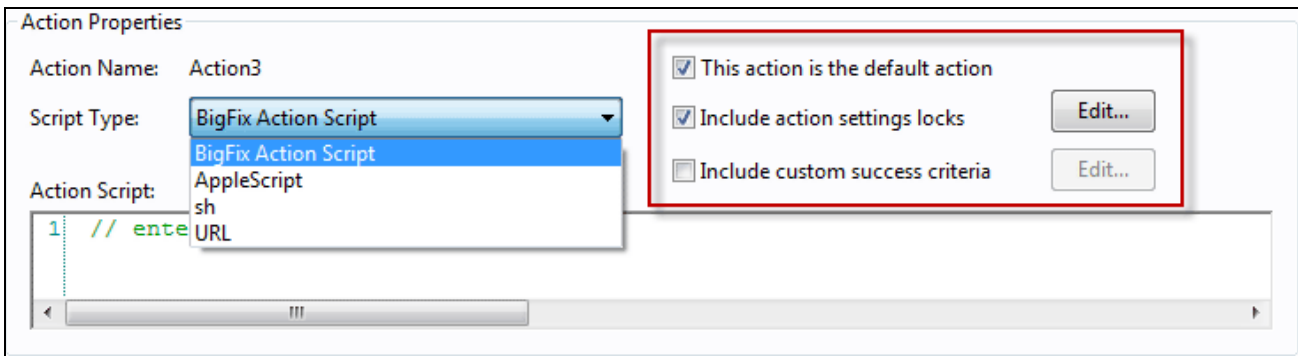 Action Properties
Action Name: Action3
Script Type: BigFix Action Script
BigFix Action Script
AppleScript
sh
URL
This action is the default action
Include action settings locks Edit...
Include custom success criteria Edit...
Action Script:
1 // ente